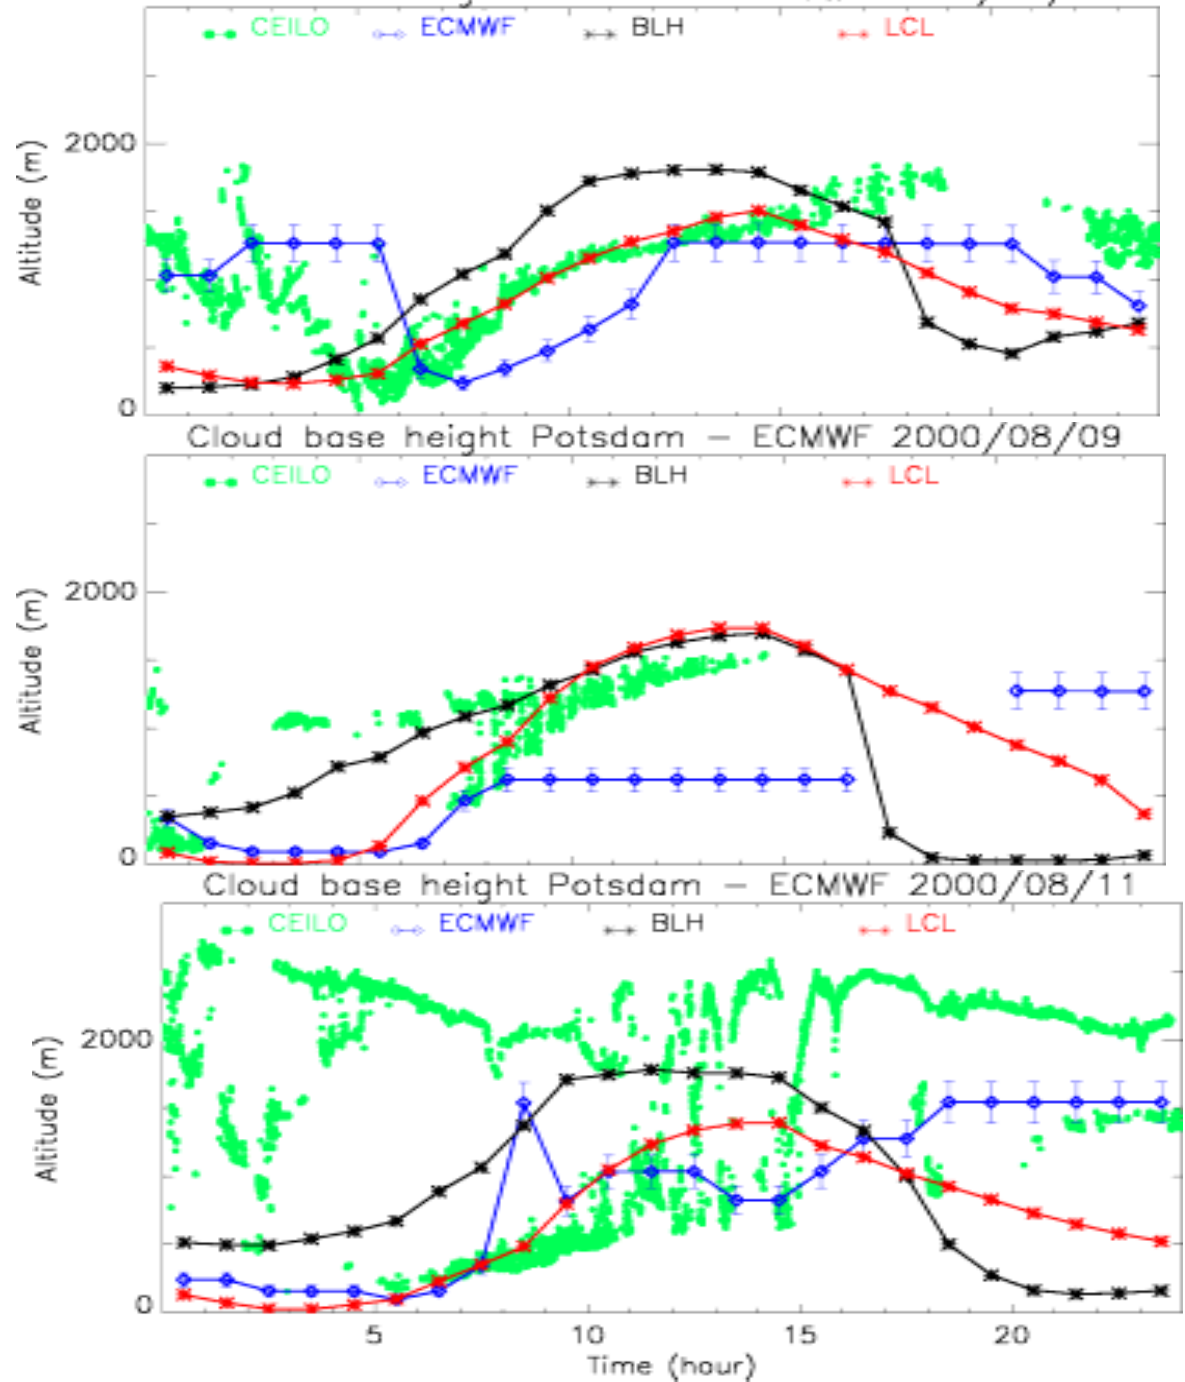 CEILO ECMWF BLH LCL
Altitude (m)
2000
0
Cloud base height Potsdam - ECMWF 2000/08/09
CEILO ECMWF BLH LCL
Altitude (m)
2000
0
Cloud base height Potsdam - ECMWF 2000/08/11
CEILO ECMWF BLH LCL
Altitude (m)
2000
0
5 10 15 20
Time (hour)